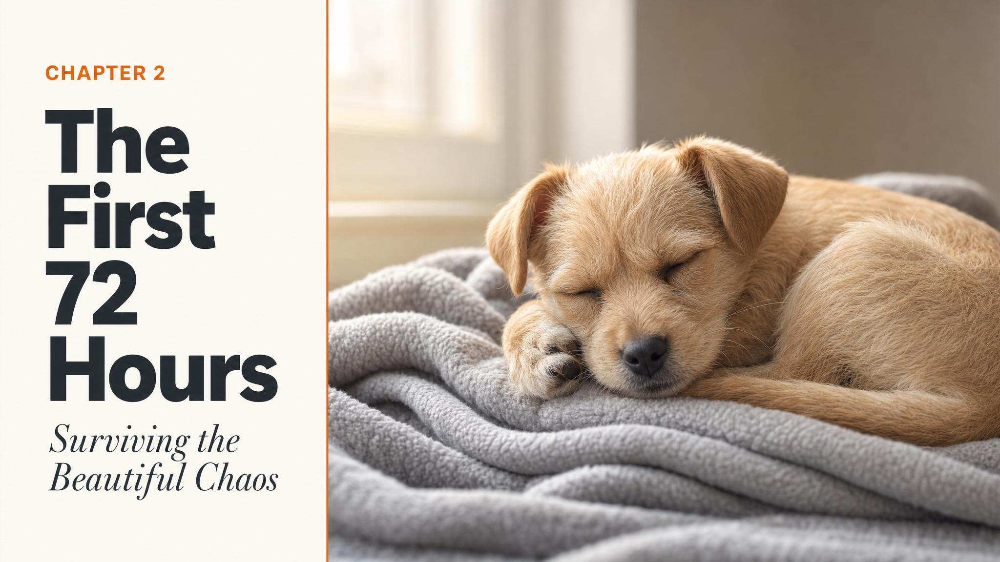 CHAPTER 2
The
First
72
Hours
Surviving the
Beautiful Chaos